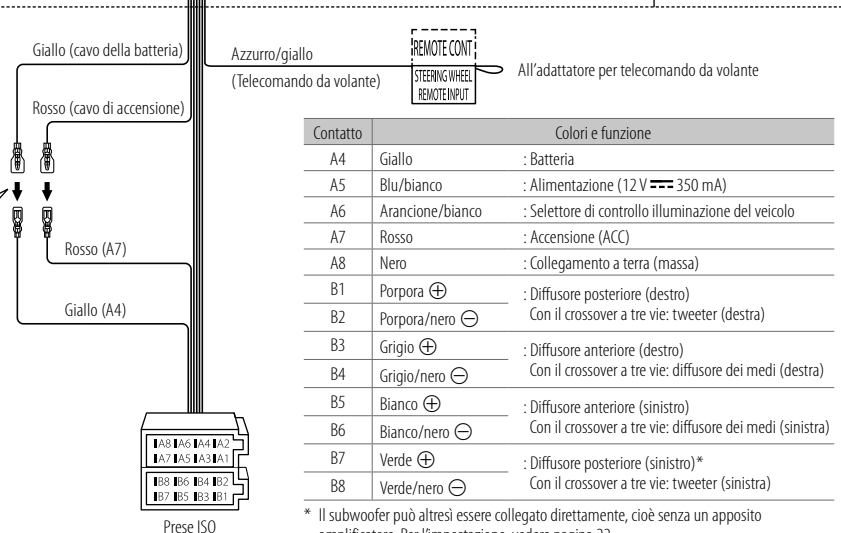 Giallo (cavo della batteria)
Azzurro/giallo
(Telecomando da volante)
REMOTE CONT
STEERING WHEEL
REMOTE INPUT
All'adattatore per telecomando da volante
Rosso (cavo di accensione)
Rosso (A7)
Giallo (A4)
Contatto Colori e funzione
A4 Giallo : Batteria
A5 Blu/bianco : Alimentazione (12 V ⎓ 350 mA)
A6 Arancione/bianco : Selettore di controllo illuminazione del veicolo
A7 Rosso : Accensione (ACC)
A8 Nero : Collegamento a terra (massa)
B1 Porpora ⊕ : Diffusore posteriore (destro)
B2 Porpora/nero ⊖ Con il crossover a tre vie: tweeter (destra)
B3 Grigio ⊕ : Diffusore anteriore (destro)
B4 Grigio/nero ⊖ Con il crossover a tre vie: diffusore dei medi (destra)
B5 Bianco ⊕ : Diffusore anteriore (sinistro)
B6 Bianco/nero ⊖ Con il crossover a tre vie: diffusore dei medi (sinistra)
B7 Verde ⊕ : Diffusore posteriore (sinistro)*
B8 Verde/nero ⊖ Con il crossover a tre vie: tweeter (sinistra)
A8 A6 A4 A2
A7 A5 A3 A1
B8 B6 B4 B2
B7 B5 B3 B1
Prese ISO
* Il subwoofer può altresì essere collegato direttamente, cioè senza un apposito